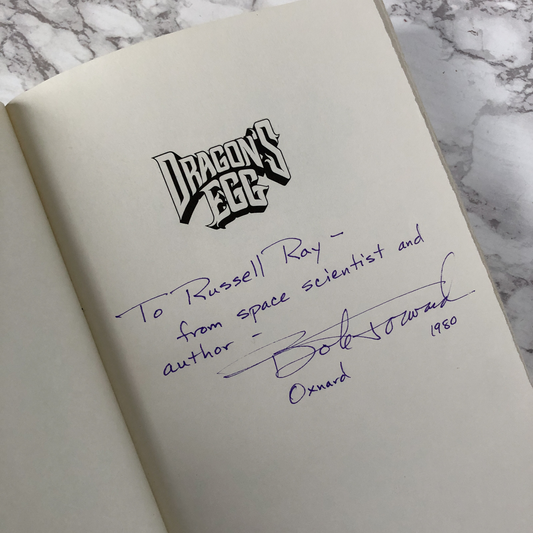 DRAGON'S
EGG
To Russell Ray -
from space scientist and
author - Bob Forward
Oxnard 1980